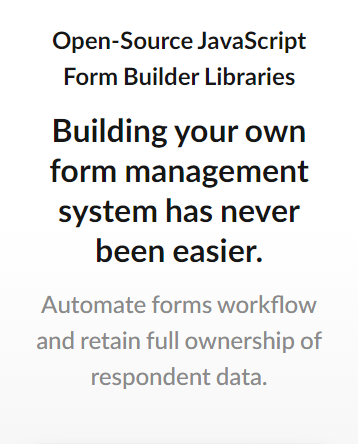 Open-Source JavaScript
Form Builder Libraries
Building your own
form management
system has never
been easier.
Automate forms workflow
and retain full ownership of
respondent data.